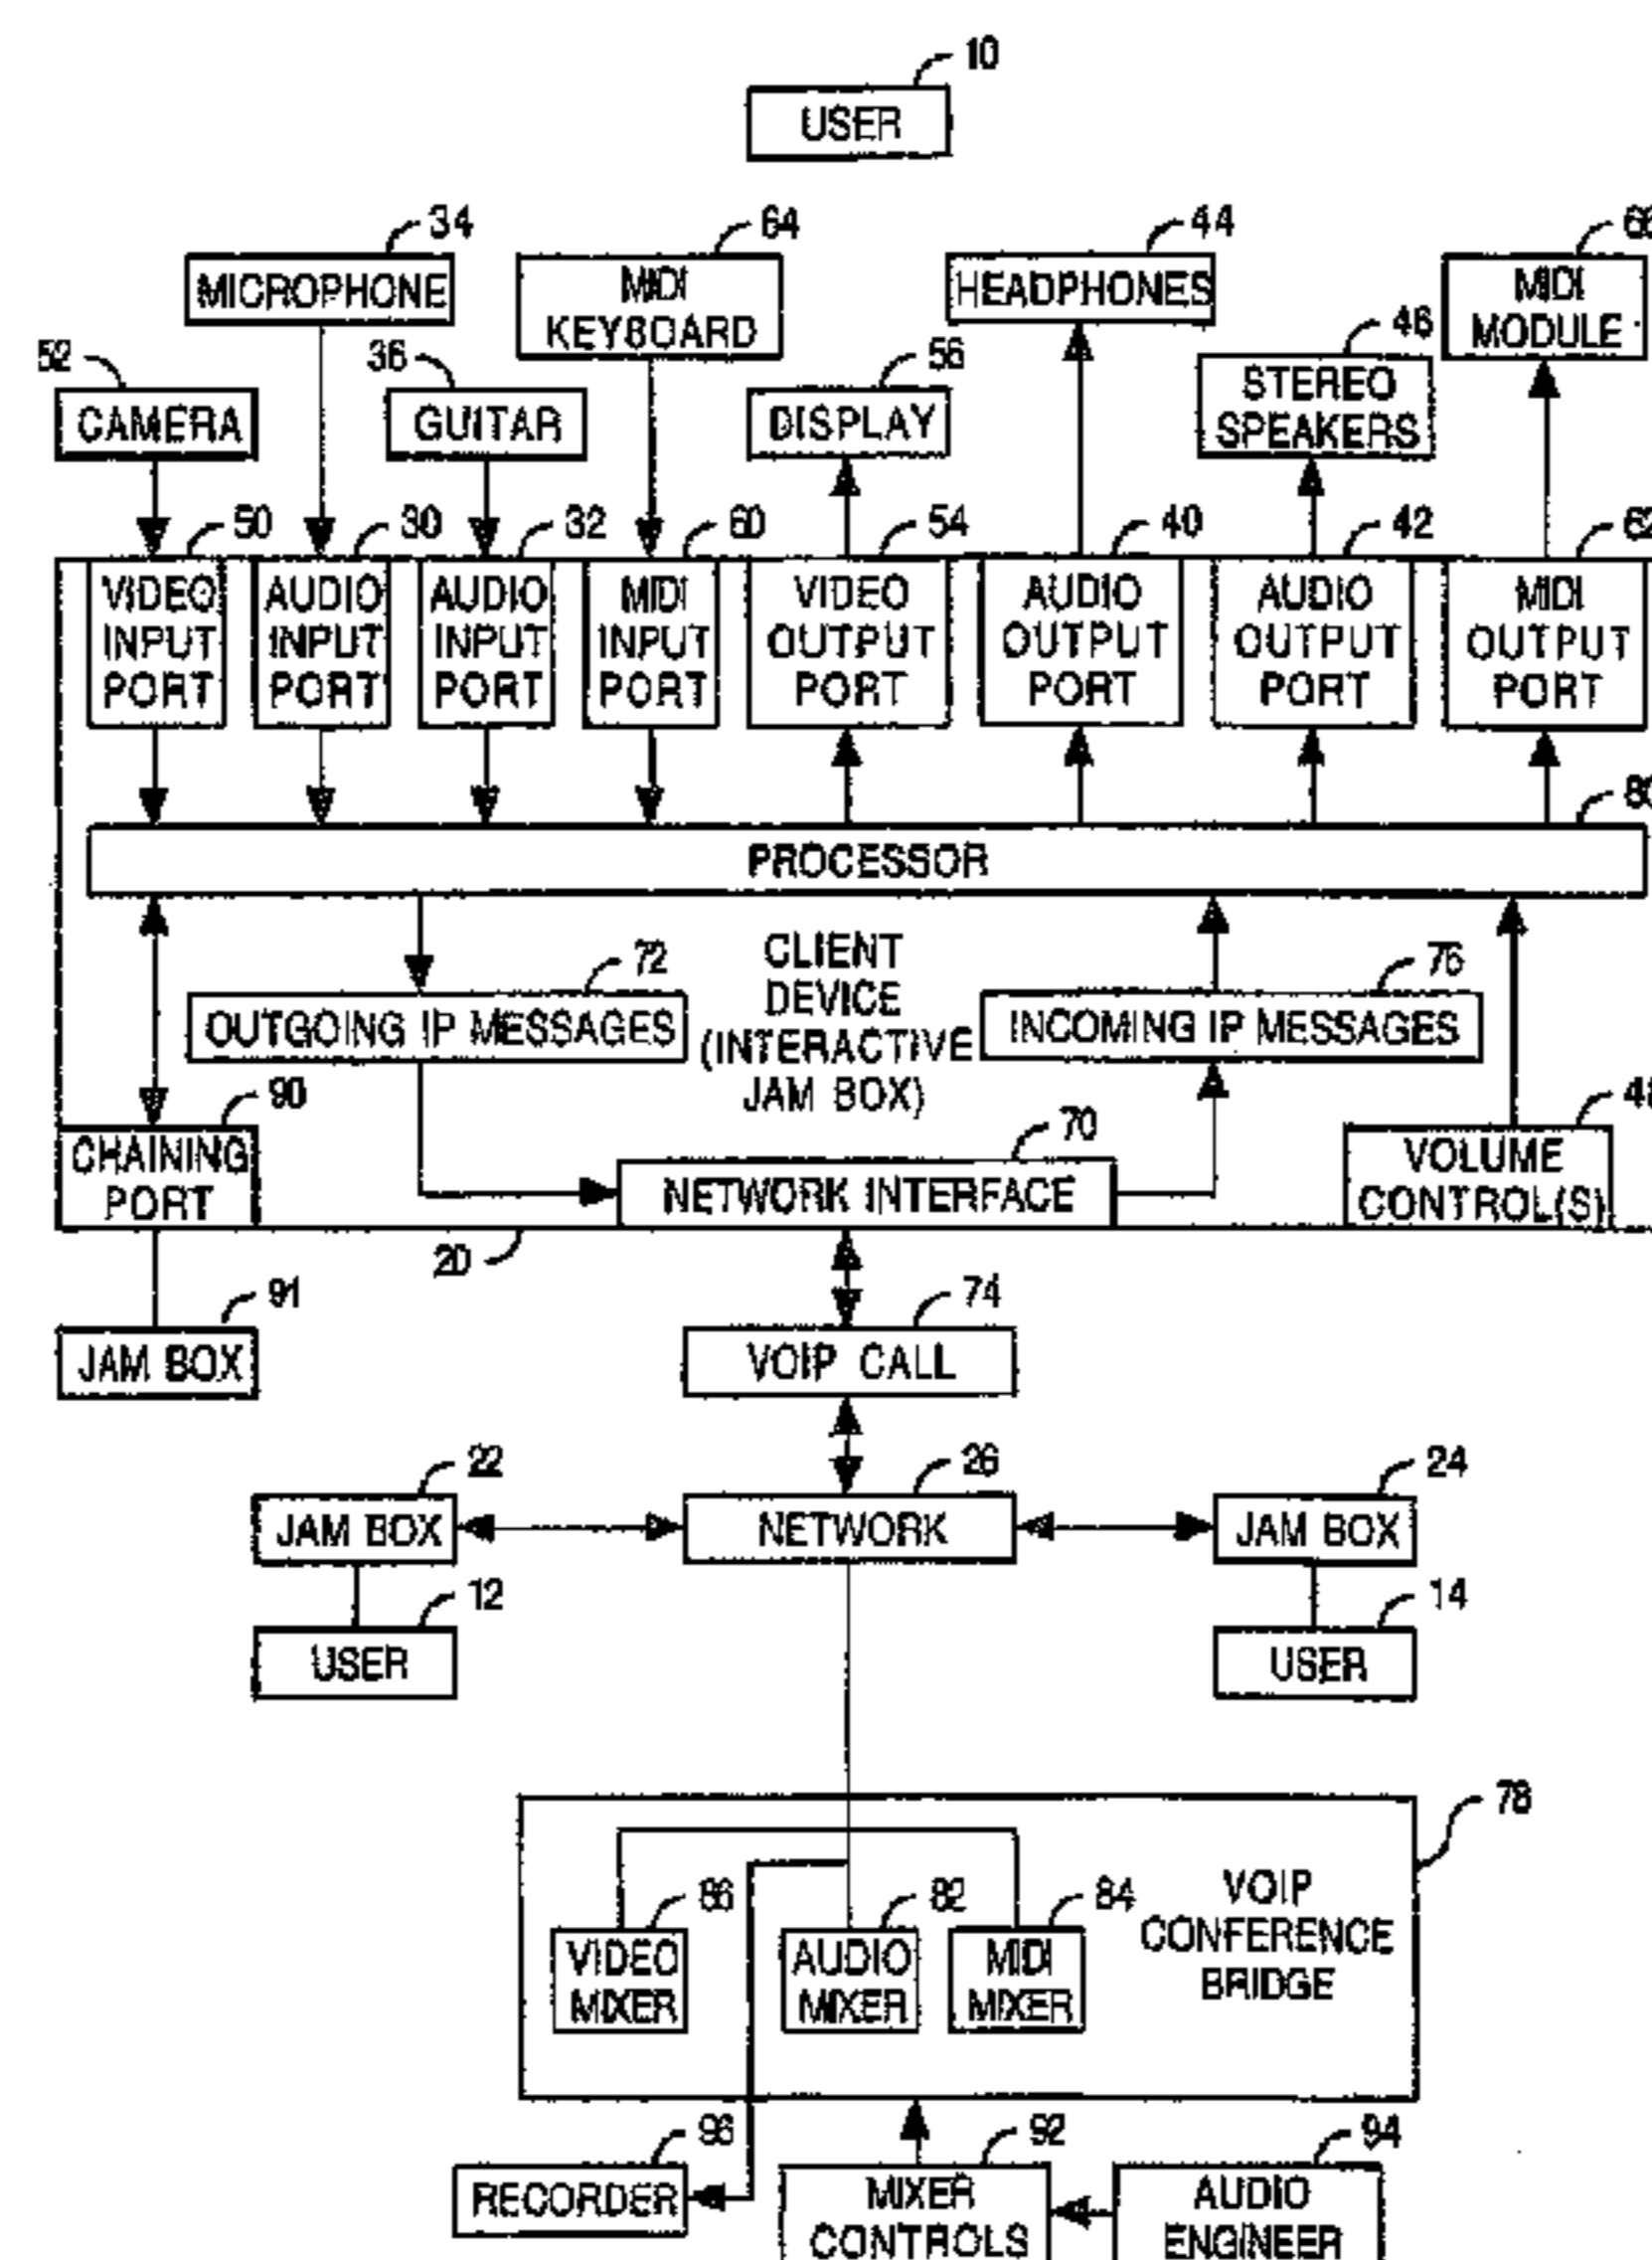 10
USER
34
64
44
66
MICROPHONE
MIDI
KEYBOARD
HEADPHONES
MIDI
MODULE
52
36
56
46
CAMERA
GUITAR
DISPLAY
STEREO
SPEAKERS
50
30
32
60
54
40
42
62
VIDEO
INPUT
PORT
AUDIO
INPUT
PORT
AUDIO
INPUT
PORT
MIDI
INPUT
PORT
VIDEO
OUTPUT
PORT
AUDIO
OUTPUT
PORT
AUDIO
OUTPUT
PORT
MIDI
OUTPUT
PORT
PROCESSOR
72
CLIENT
DEVICE
(INTERACTIVE
JAM BOX)
76
OUTGOING IP MESSAGES
INCOMING IP MESSAGES
90
70
CHAINING
PORT
NETWORK INTERFACE
VOLUME
CONTROL(S)
20
91
74
JAM BOX
VOIP CALL
22
26
24
JAM BOX
NETWORK
JAM BOX
12
14
USER
USER
78
86
82
84
VOIP
CONFERENCE
BRIDGE
VIDEO
MIXER
AUDIO
MIXER
MIDI
MIXER
96
92
94
RECORDER
MIXER
CONTROLS
AUDIO
ENGINEER